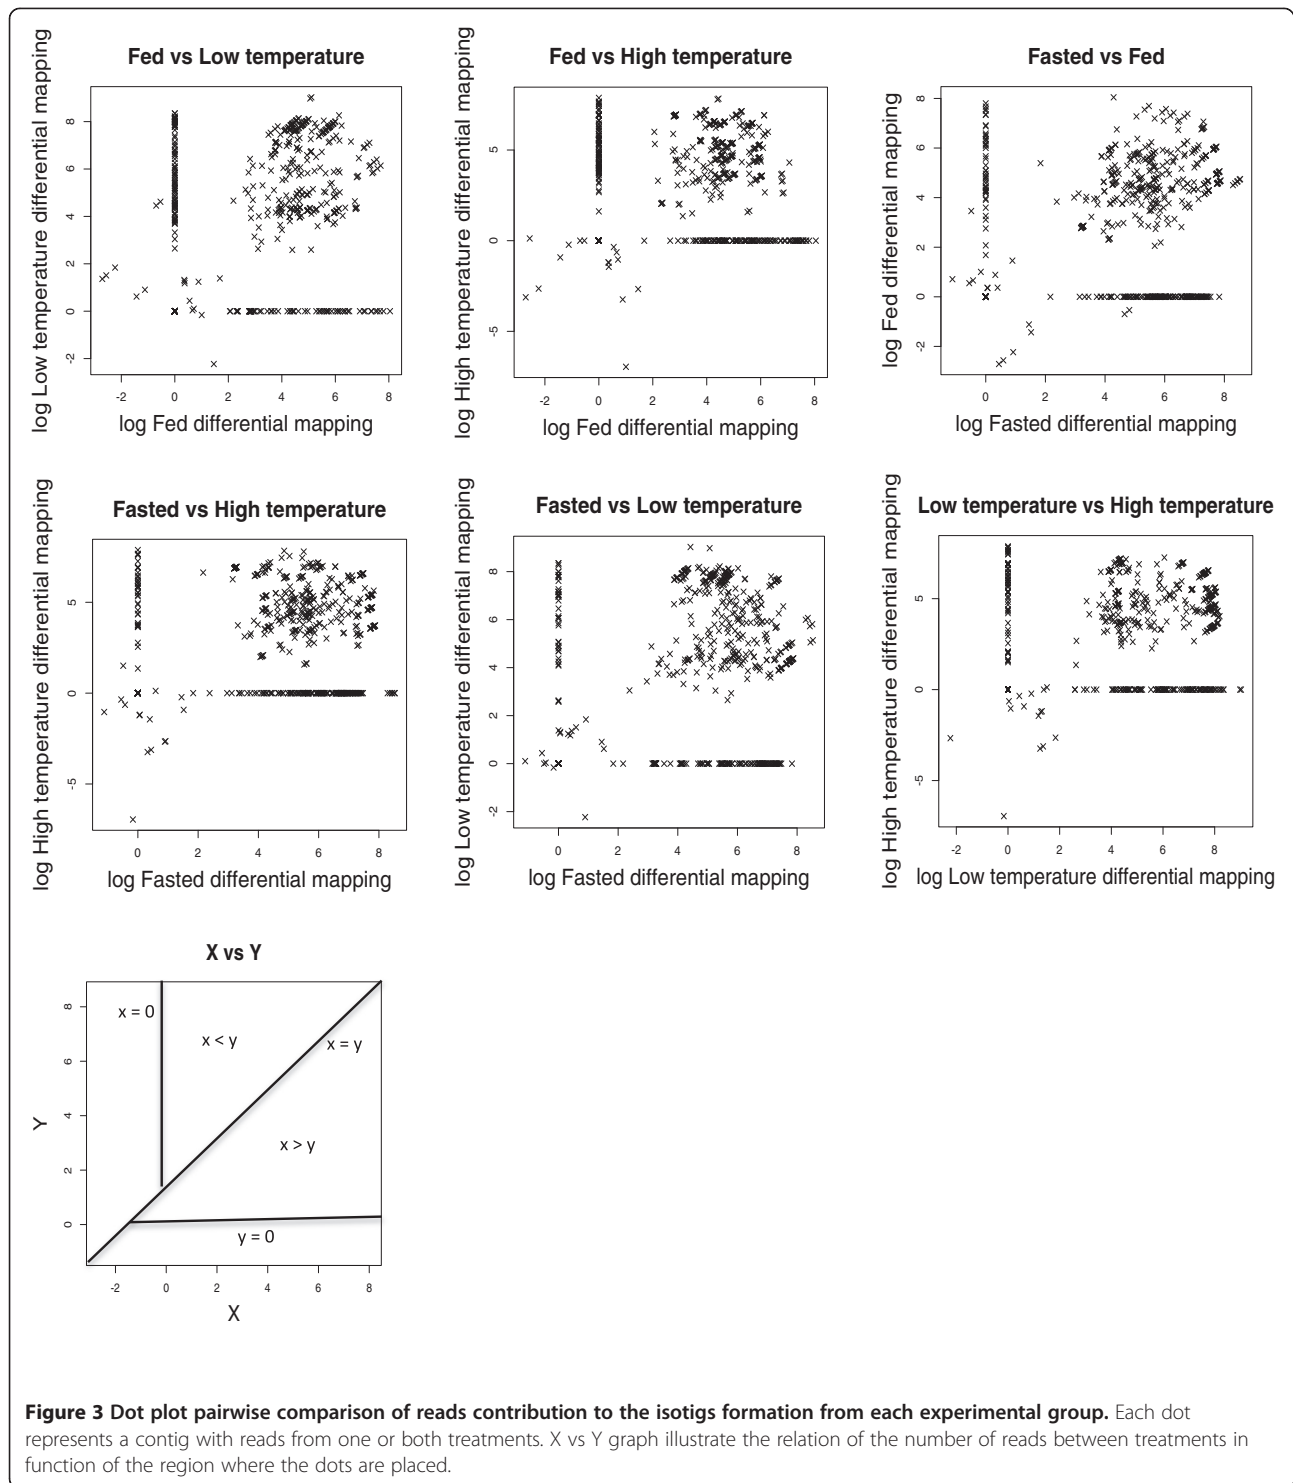 Fed vs Low temperature
log Low temperature differential mapping
8
6
4
2
0
-2
-2 0 2 4 6 8
log Fed differential mapping
Fed vs High temperature
log High temperature differential mapping
5
0
-5
-2 0 2 4 6 8
log Fed differential mapping
Fasted vs Fed
log Fed differential mapping
8
6
4
2
0
-2
0 2 4 6 8
log Fasted differential mapping
Fasted vs High temperature
log High temperature differential mapping
5
0
-5
0 2 4 6 8
log Fasted differential mapping
Fasted vs Low temperature
log Low temperature differential mapping
8
6
4
2
0
-2
0 2 4 6 8
log Fasted differential mapping
Low temperature vs High temperature
log High temperature differential mapping
5
0
-5
-2 0 2 4 6 8
log Low temperature differential mapping
X vs Y
Y
8
6
4
2
0
x = 0
x < y
x = y
x > y
y = 0
-2 0 2 4 6 8
X
Figure 3 Dot plot pairwise comparison of reads contribution to the isotigs formation from each experimental group. Each dot
represents a contig with reads from one or both treatments. X vs Y graph illustrate the relation of the number of reads between treatments in
function of the region where the dots are placed.